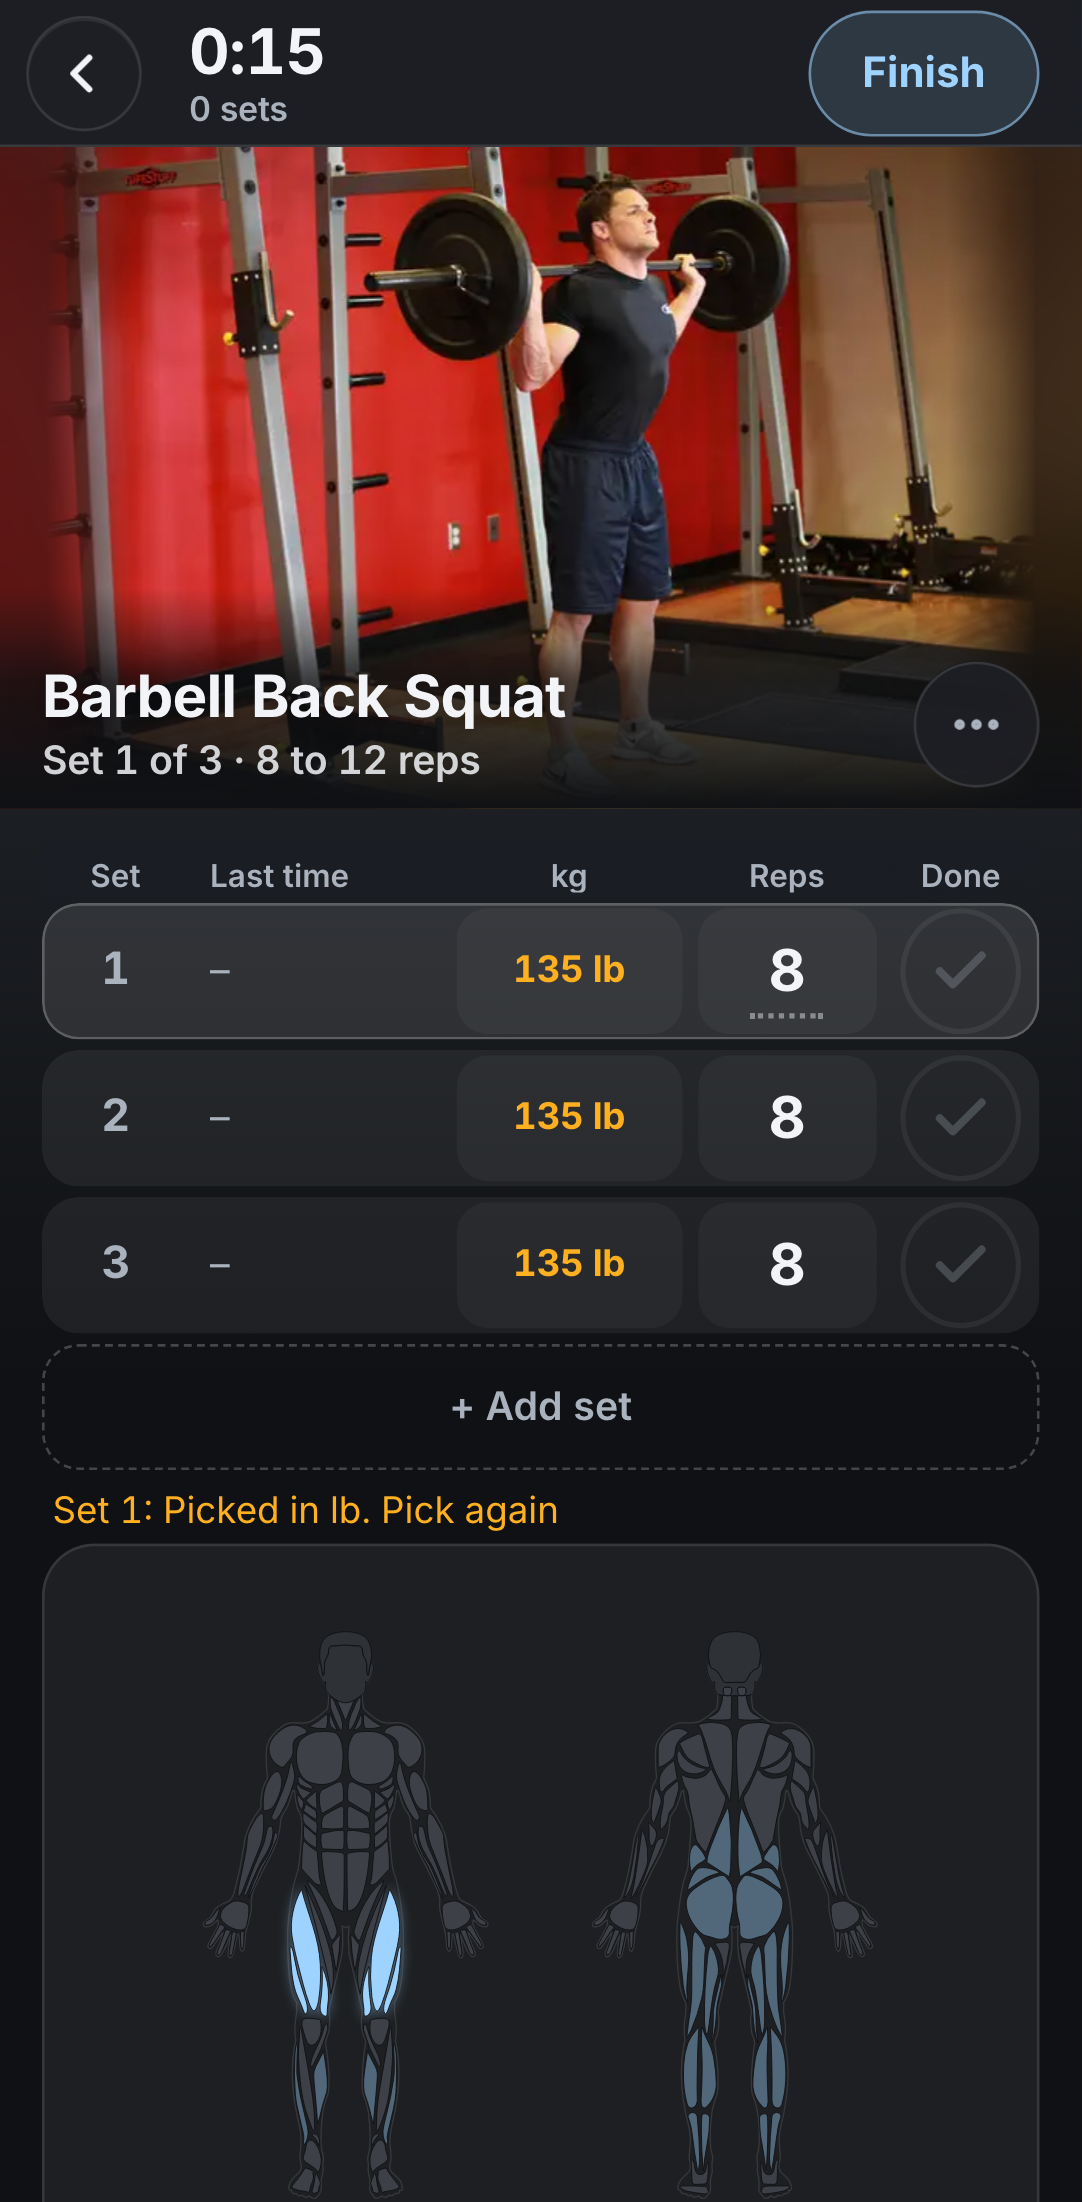 0:15
0 sets
Finish
Barbell Back Squat
Set 1 of 3 · 8 to 12 reps
Set Last time kg Reps Done
1 – 135 lb 8
2 – 135 lb 8
3 – 135 lb 8
+ Add set
Set 1: Picked in lb. Pick again